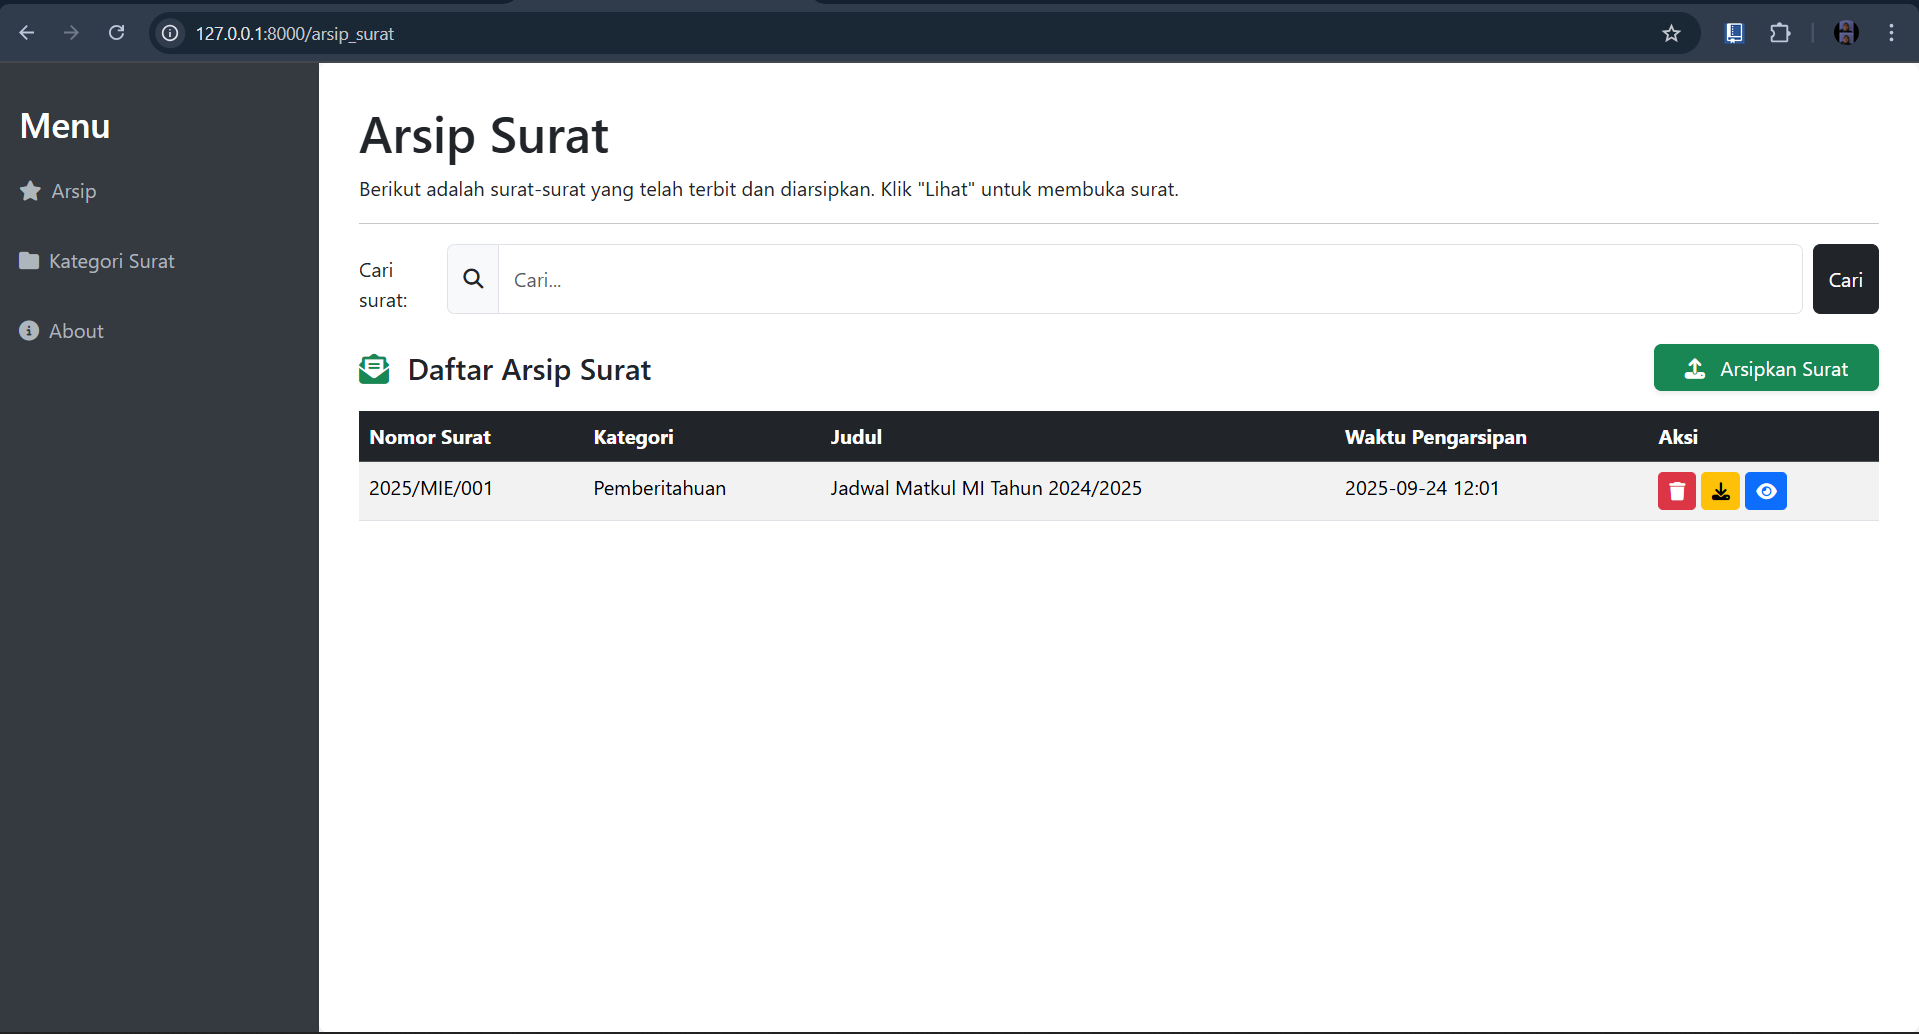 127.0.0.1:8000/arsip_surat
Menu
Arsip
Kategori Surat
About
Arsip Surat
Berikut adalah surat-surat yang telah terbit dan diarsipkan. Klik "Lihat" untuk membuka surat.
Cari
surat:
Cari...
Cari
Daftar Arsip Surat
Arsipkan Surat
Nomor Surat Kategori Judul Waktu Pengarsipan Aksi
2025/MIE/001 Pemberitahuan Jadwal Matkul MI Tahun 2024/2025 2025-09-24 12:01